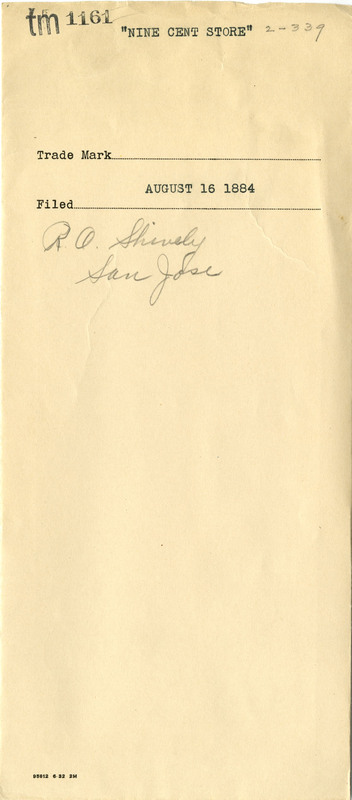 tm 1161 "NINE CENT STORE" 2-339
Trade Mark
AUGUST 16 1884
Filed
R. O. Shively
San Jose
95812 6-32 2M